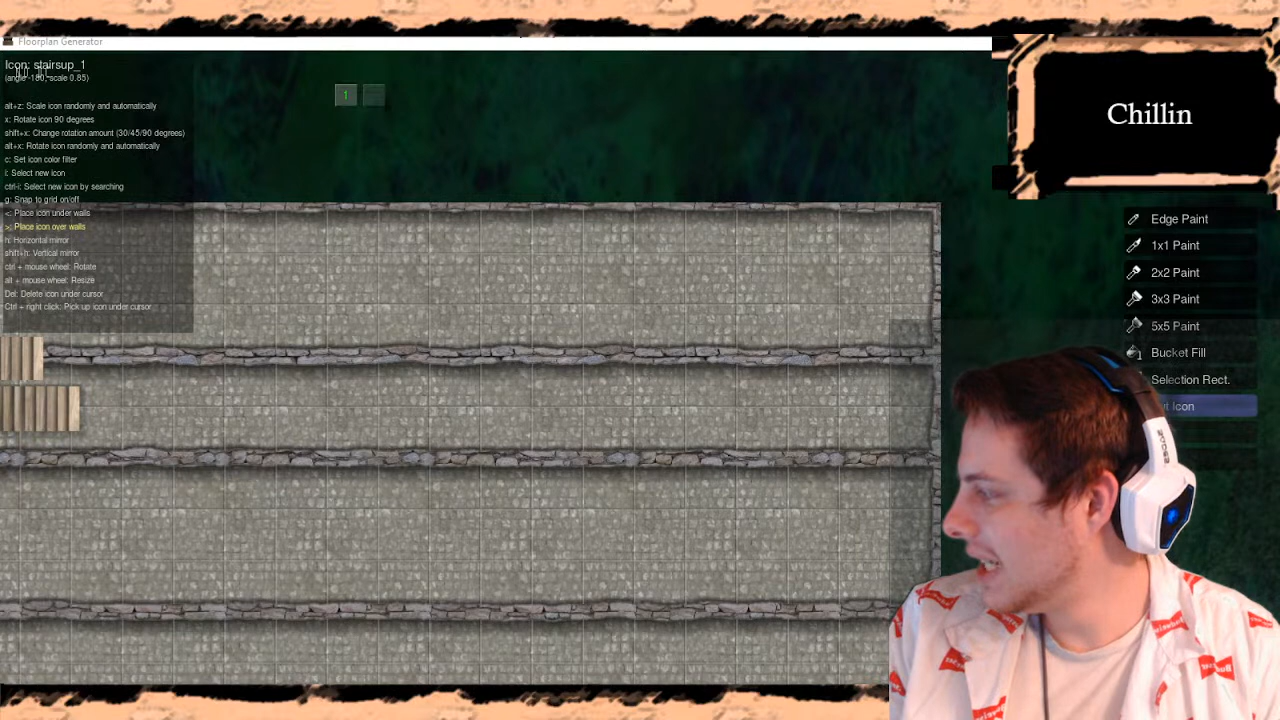 Floorplan Generator
Icon: stairsup_1
(angle -180, scale 0.85)
alt+z: Scale icon randomly and automatically
x: Rotate icon 90 degrees
shift+x: Change rotation amount (30/45/90 degrees)
alt+x: Rotate icon randomly and automatically
c: Set icon color filter
i: Select new icon
ctrl-i: Select new icon by searching
g: Snap to grid on/off
<: Place icon under walls
>: Place icon over walls
h: Horizontal mirror
shift+h: Vertical mirror
ctrl + mouse wheel: Rotate
alt + mouse wheel: Resize
Del: Delete icon under cursor
Ctrl + right click: Pick up icon under cursor
1
Chillin
Edge Paint
1x1 Paint
2x2 Paint
3x3 Paint
5x5 Paint
Bucket Fill
Selection Rect.
Icon